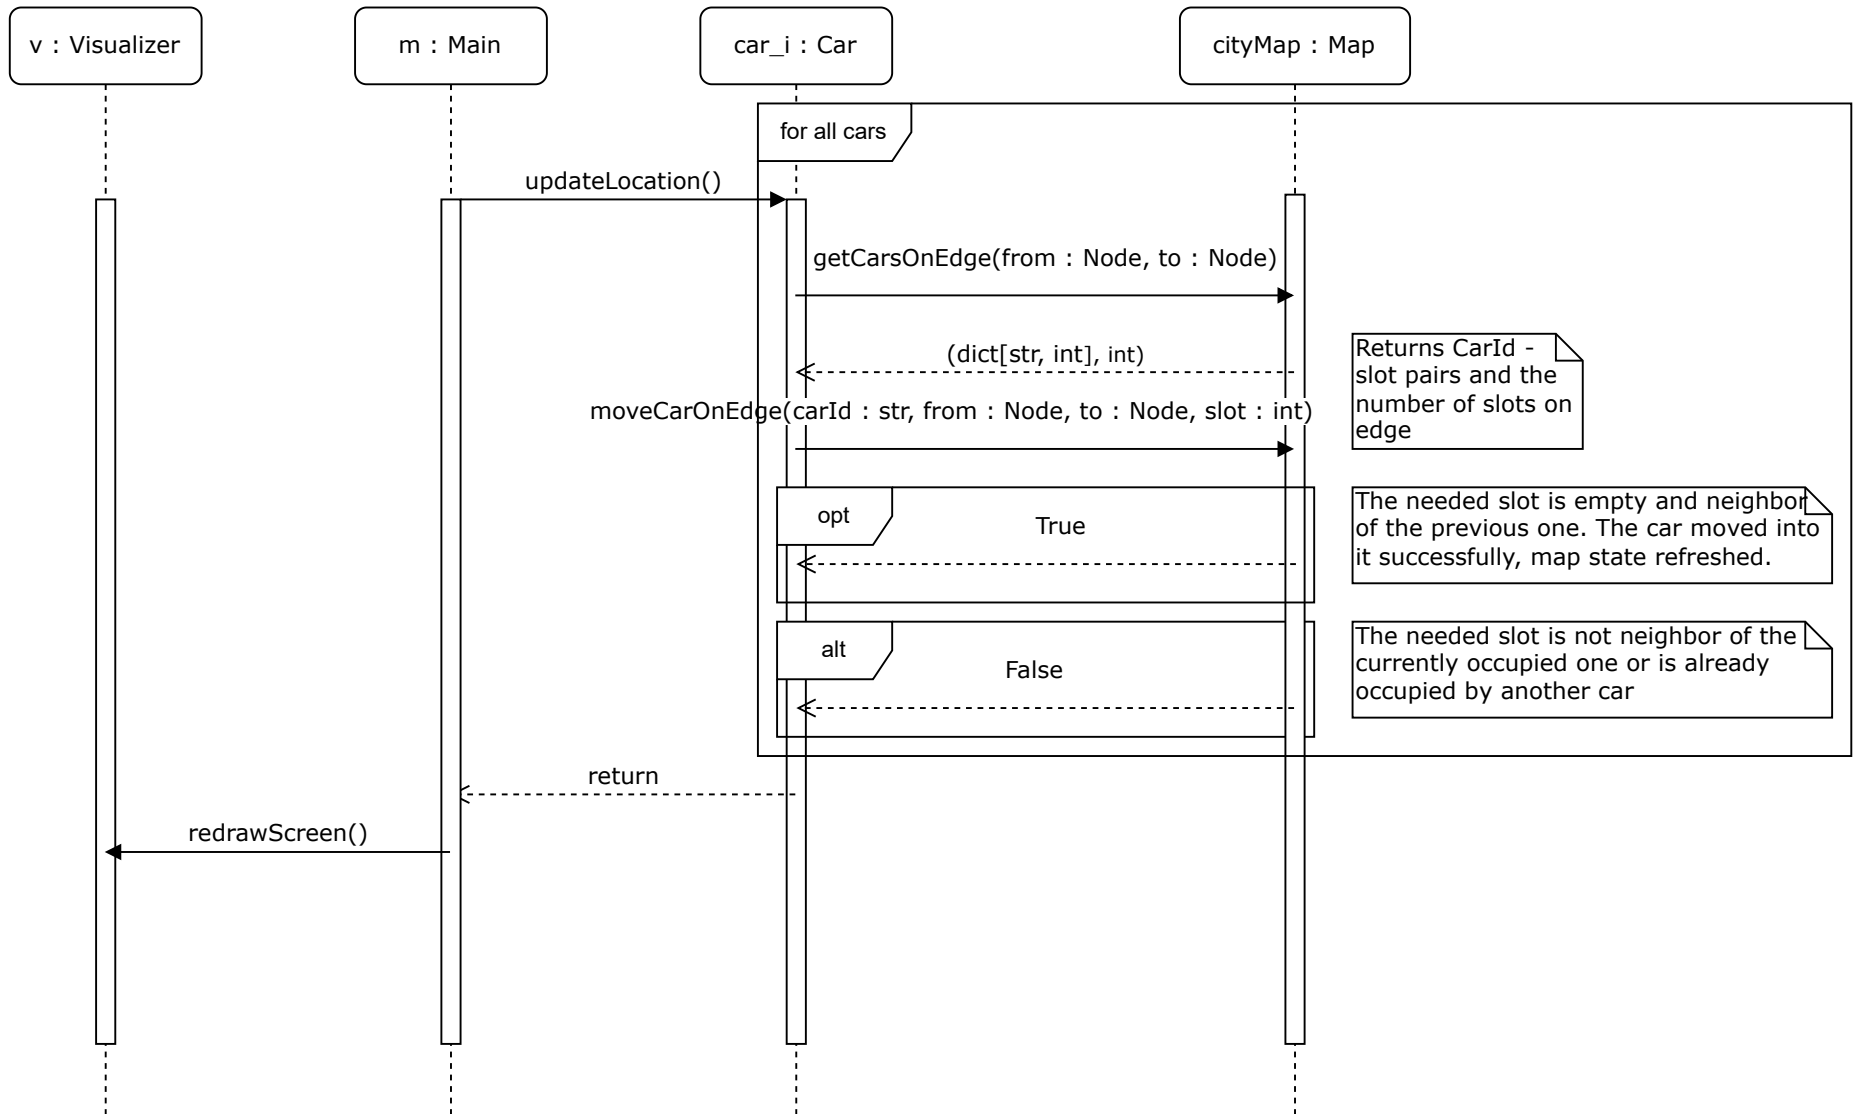 v : Visualizer
m : Main
car_i : Car
cityMap : Map
for all cars
updateLocation()
getCarsOnEdge(from : Node, to : Node)
(dict[str, int], int)
Returns CarId -
slot pairs and the
number of slots on
edge
moveCarOnEdge(carId : str, from : Node, to : Node, slot : int)
opt
True
The needed slot is empty and neighbor
of the previous one. The car moved into
it successfully, map state refreshed.
alt
False
The needed slot is not neighbor of the
currently occupied one or is already
occupied by another car
return
redrawScreen()